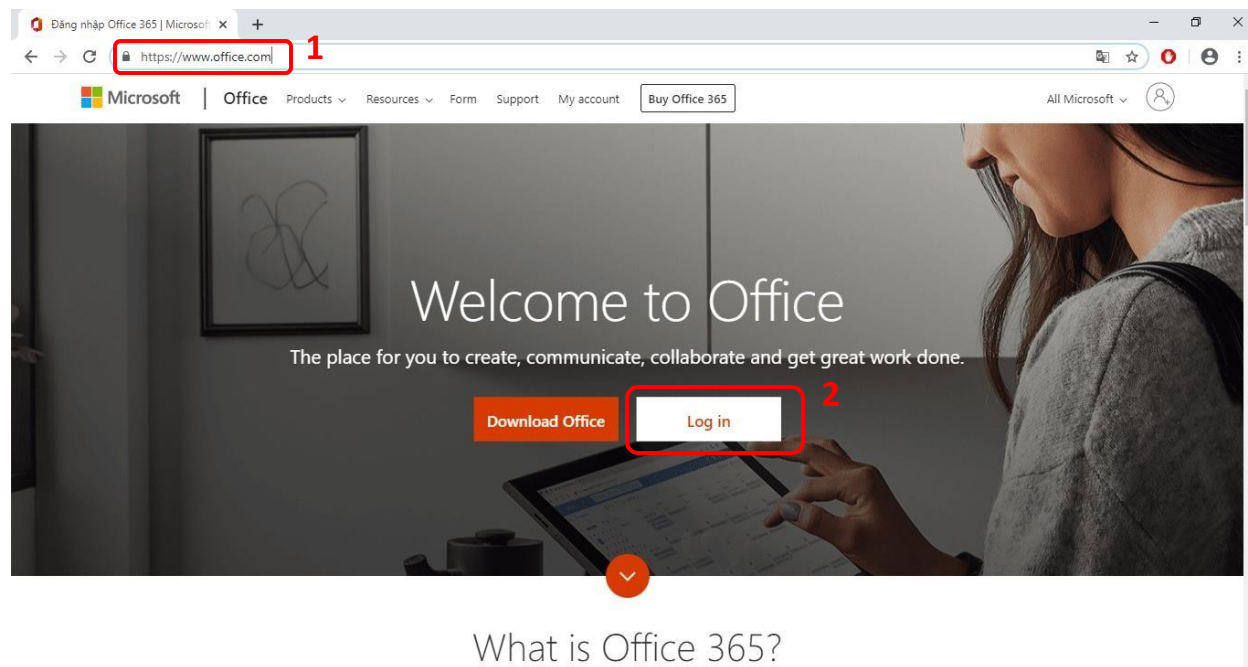 Đăng nhập Office 365 | Microsof
https://www.office.com
1
Microsoft | Office Products Resources Form Support My account Buy Office 365 All Microsoft
Welcome to Office
The place for you to create, communicate, collaborate and get great work done.
2
Download Office Log in
What is Office 365?